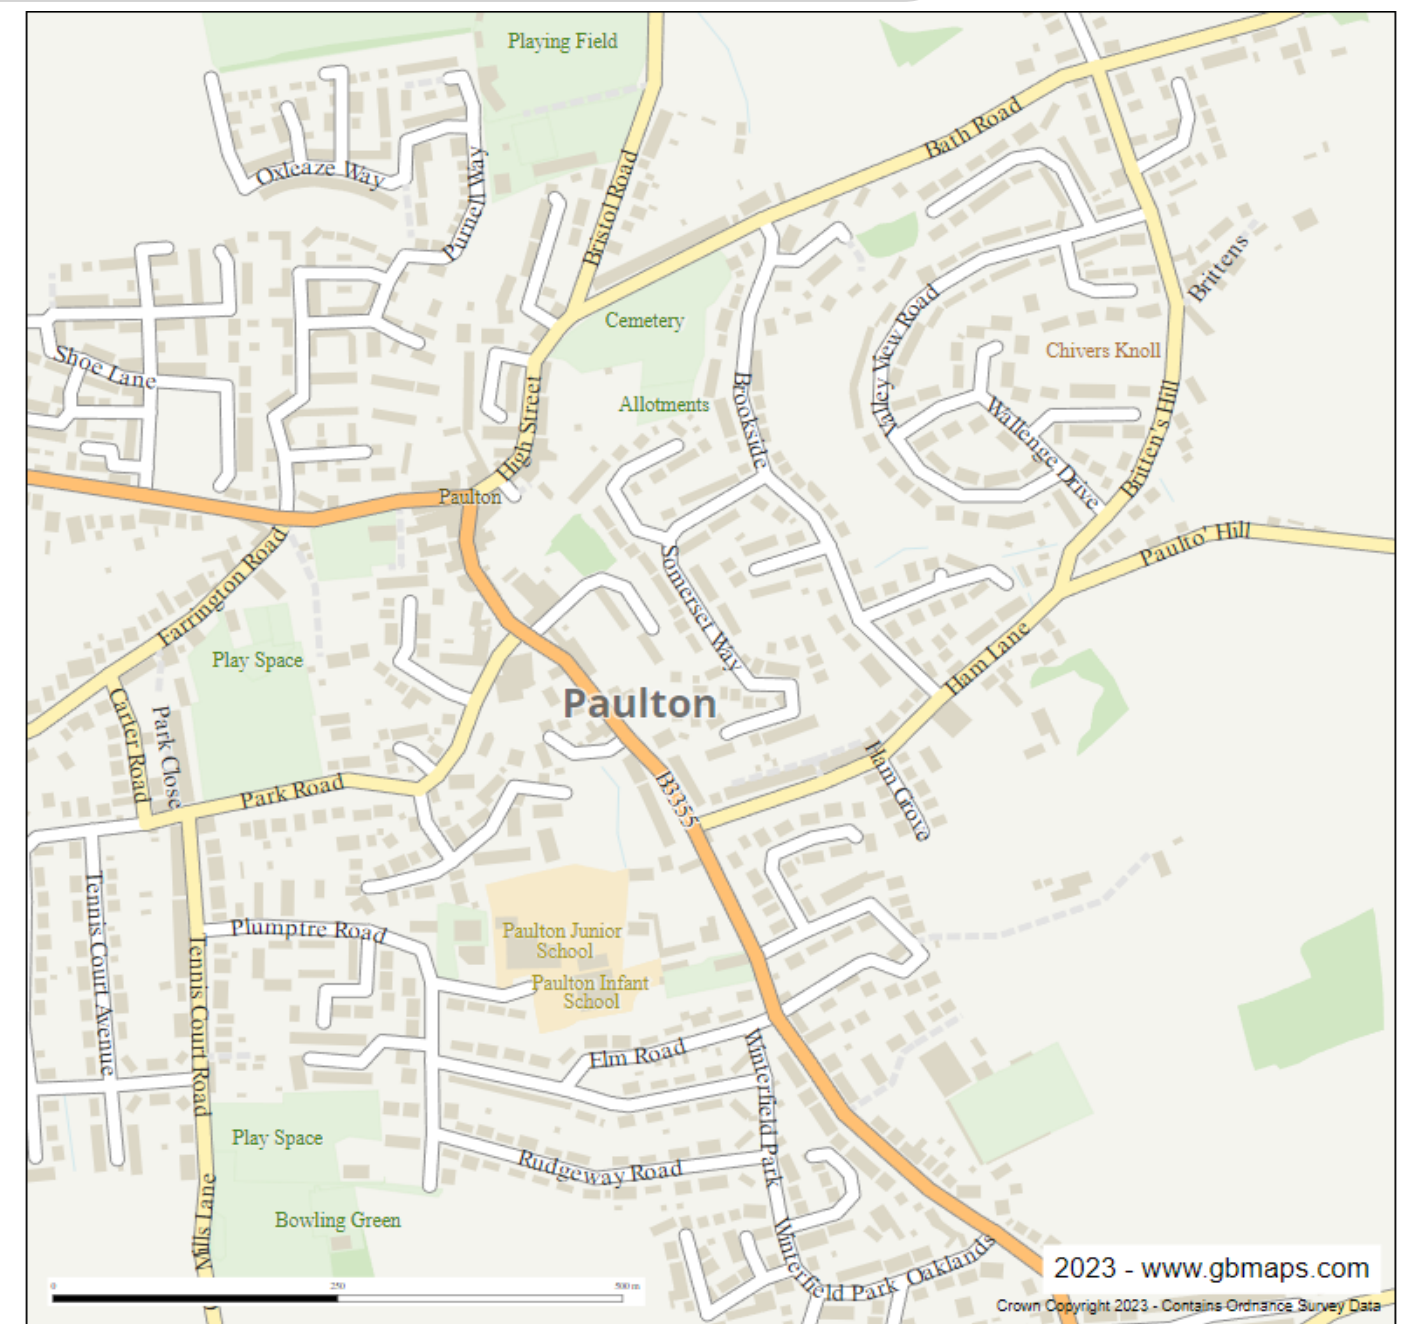 Playing Field
Bath Road
Oxleaze Way
Purnell Way
Bristol Road
Brittens
Cemetery
Valley View Road
Chivers Knoll
Shoe Lane
Allotments
High Street
Brookside
Wallenge Drive
Britten's Hill
Paulton
Paulto' Hill
Farrington Road
Somerset Way
Play Space
Ham Lane
Paulton
Carter Road
Park Close
Park Road
B3355
Ham Grove
Tennis Court Avenue
Plumptre Road
Paulton Junior
School
Paulton Infant
School
Tennis Court Road
Elm Road
Winterfield Park
Play Space
Rudgeway Road
Mills Lane
Bowling Green
Winterfield Park
Oaklands
0 250 500 m
2023 - www.gbmaps.com
Crown Copyright 2023 - Contains Ordnance Survey Data